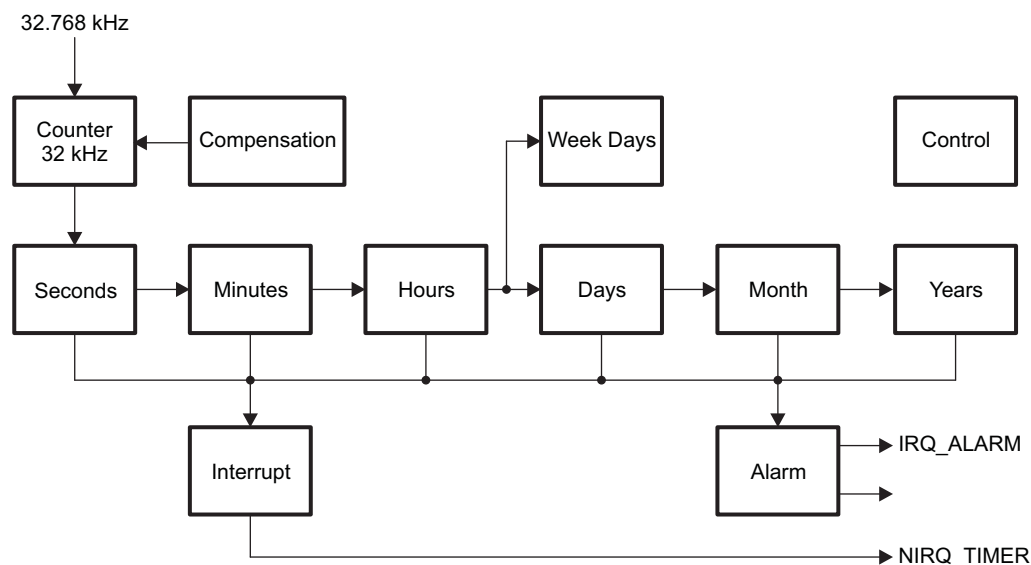 32.768 kHz
Counter
32 kHz
Compensation
Week Days
Control
Seconds
Minutes
Hours
Days
Month
Years
Interrupt
Alarm
IRQ_ALARM
NIRQ_TIMER